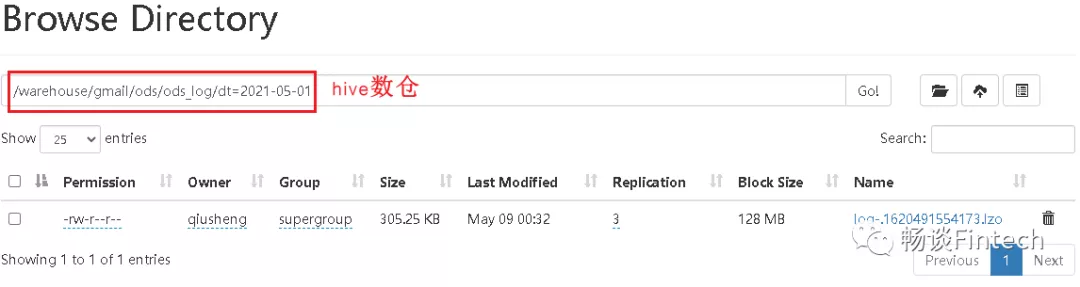 Browse Directory
/warehouse/gmail/ods/ods_log/dt=2021-05-01 hive数仓 Go!
Show 25 entries Search:
Permission Owner Group Size Last Modified Replication Block Size Name
-rw-r--r-- qiusheng supergroup 305.25 KB May 09 00:32 3 128 MB log-.1620491554173.lzo
畅谈Fintech
Showing 1 to 1 of 1 entries Previous 1 Next